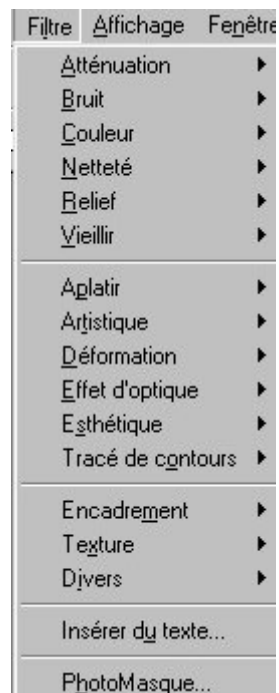 Filtre Affichage Fenêtre
Atténuation
Bruit
Couleur
Netteté
Relief
Vieillir
Aplatir
Artistique
Déformation
Effet d'optique
Esthétique
Tracé de contours
Encadrement
Texture
Divers
Insérer du texte...
PhotoMasque...